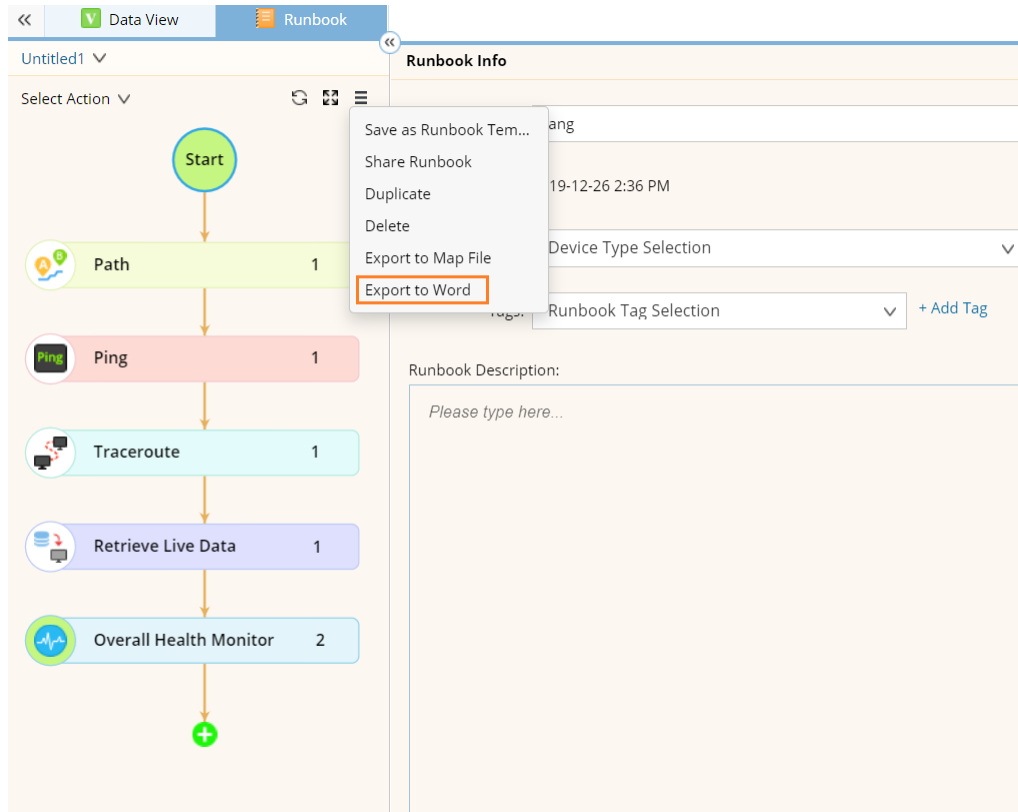 Data View
Runbook
Untitled1
Runbook Info
Select Action
Save as Runbook Tem...
Share Runbook
Duplicate
Delete
Export to Map File
Export to Word
ang
19-12-26 2:36 PM
Device Type Selection
Tags:
Runbook Tag Selection
+ Add Tag
Runbook Description:
Please type here...
Start
A
B
Path
1
Ping
Ping
1
Traceroute
1
Retrieve Live Data
1
Overall Health Monitor
2